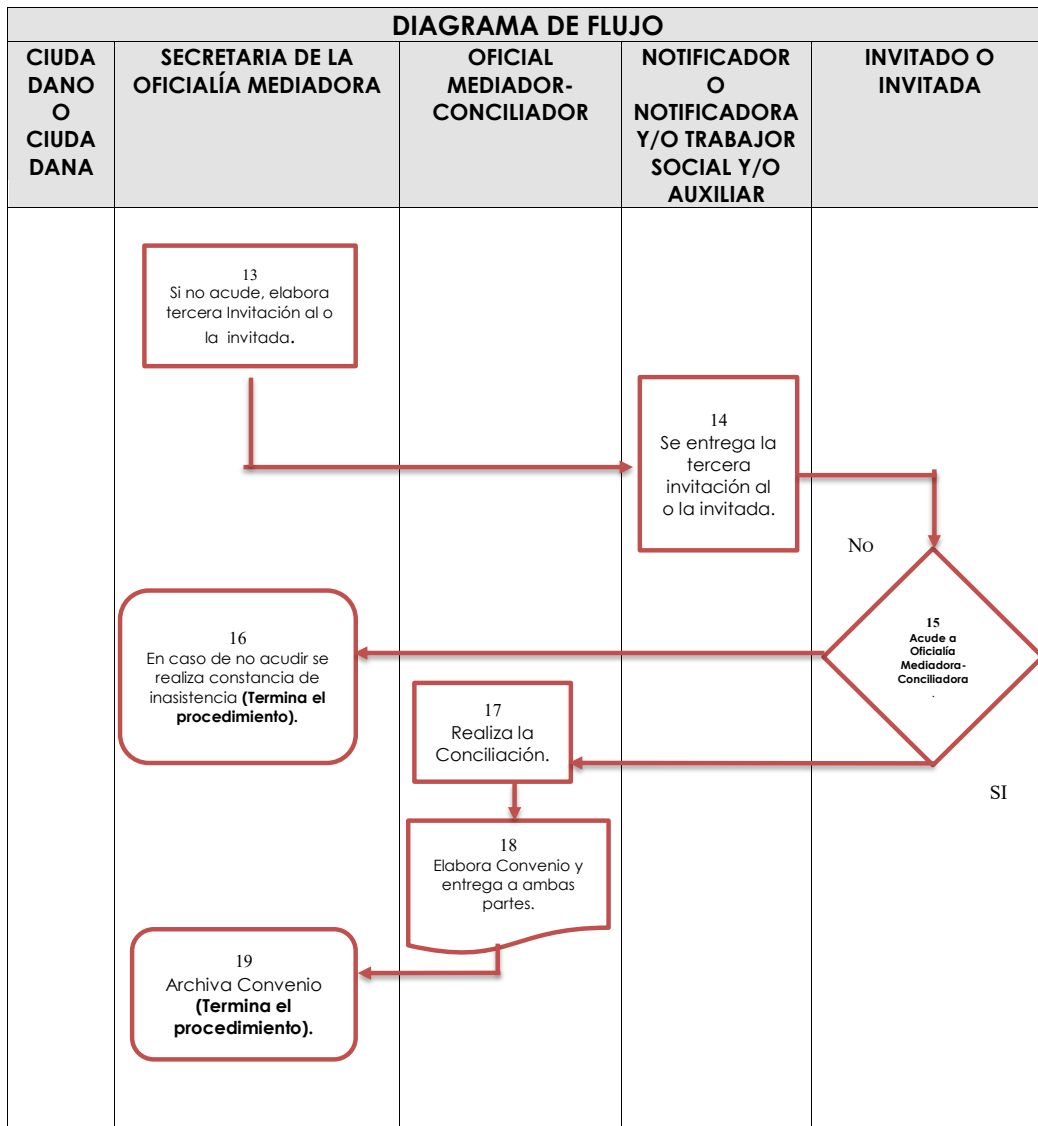 DIAGRAMA DE FLUJO
CIUDA
DANO
O
CIUDA
DANA
SECRETARIA DE LA
OFICIALÍA MEDIADORA
OFICIAL
MEDIADOR-
CONCILIADOR
NOTIFICADOR
O
NOTIFICADORA
Y/O TRABAJOR
SOCIAL Y/O
AUXILIAR
INVITADO O
INVITADA
13
Si no acude, elabora
tercera Invitación al o
la invitada.
14
Se entrega la
tercera
invitación al
o la invitada.
No
15
Acude a
Oficialía
Mediadora-
Conciliadora
.
16
En caso de no acudir se
realiza constancia de
inasistencia (Termina el
procedimiento).
17
Realiza la
Conciliación.
SI
18
Elabora Convenio y
entrega a ambas
partes.
19
Archiva Convenio
(Termina el
procedimiento).